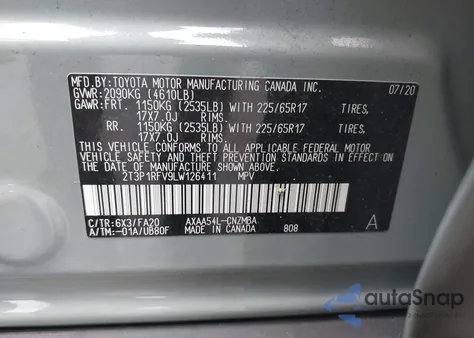 MFD.BY: TOYOTA MOTOR MANUFACTURING CANADA INC. 07/20
GVWR: 2090KG (4610LB)
GAWR: FRT. 1150KG (2535LB) WITH 225/65R17 TIRES.
17X7.0J RIMS.
RR. 1150KG (2535LB) WITH 225/65R17 TIRES.
17X7.0J RIMS.
THIS VEHICLE CONFORMS TO ALL APPLICABLE FEDERAL MOTOR
VEHICLE SAFETY STANDARDS IN EFFECT ON THE DATE OF
MANUFACTURE SHOWN ABOVE.
2T3P1RFV9LW126411 MPV
C/TR: 6X3/FA20 AXAA54L-CNZMBA A
A/TM: -01A/UB80F MADE IN CANADA 808
autoSnap